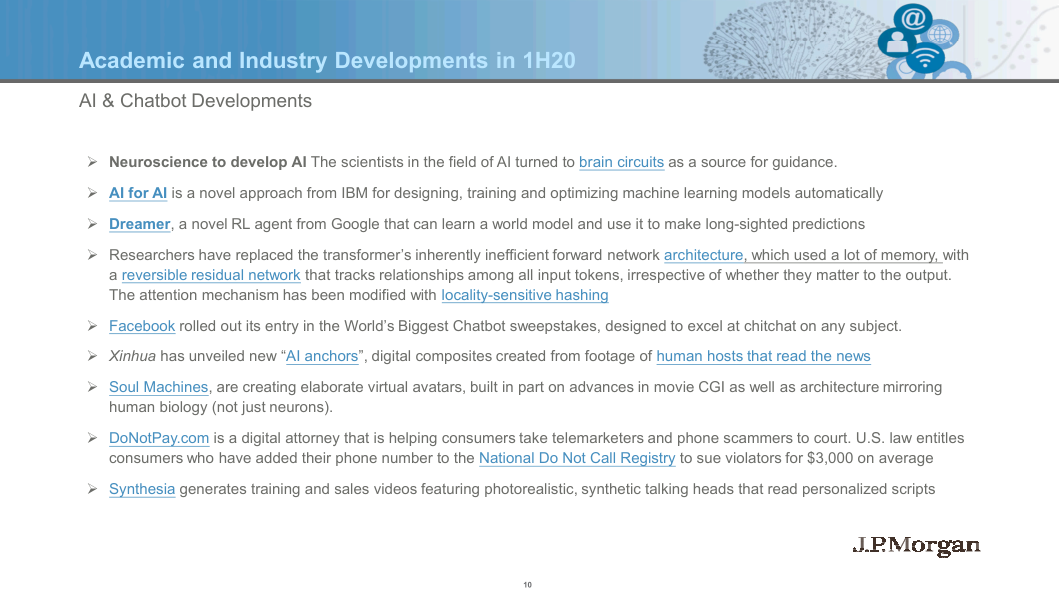 Academic and Industry Developments in 1H20
AI & Chatbot Developments
➢ Neuroscience to develop AI The scientists in the field of AI turned to brain circuits as a source for guidance.
➢ AI for AI is a novel approach from IBM for designing, training and optimizing machine learning models automatically
➢ Dreamer, a novel RL agent from Google that can learn a world model and use it to make long-sighted predictions
➢ Researchers have replaced the transformer’s inherently inefficient forward network architecture, which used a lot of memory, with
a reversible residual network that tracks relationships among all input tokens, irrespective of whether they matter to the output.
The attention mechanism has been modified with locality-sensitive hashing
➢ Facebook rolled out its entry in the World’s Biggest Chatbot sweepstakes, designed to excel at chitchat on any subject.
➢ Xinhua has unveiled new “AI anchors”, digital composites created from footage of human hosts that read the news
➢ Soul Machines, are creating elaborate virtual avatars, built in part on advances in movie CGI as well as architecture mirroring
human biology (not just neurons).
➢ DoNotPay.com is a digital attorney that is helping consumers take telemarketers and phone scammers to court. U.S. law entitles
consumers who have added their phone number to the National Do Not Call Registry to sue violators for $3,000 on average
➢ Synthesia generates training and sales videos featuring photorealistic, synthetic talking heads that read personalized scripts
J.P.Morgan
10